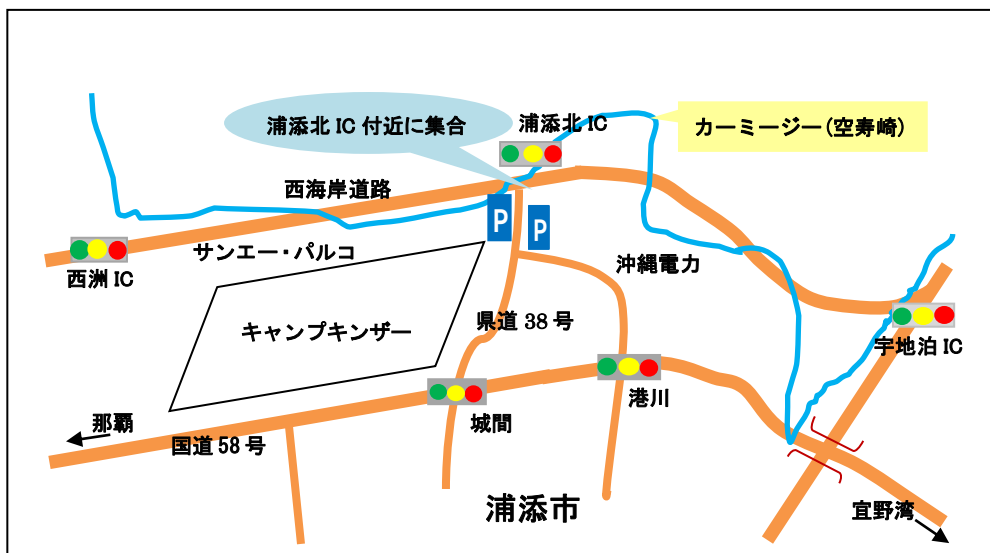 浦添北 IC 付近に集合
浦添北 IC
カーミージー(空寿崎)
西海岸道路
P
P
サンエー・パルコ
沖縄電力
西洲 IC
キャンプキンザー
県道 38 号
宇地泊 IC
港川
那覇
城間
国道 58 号
浦添市
宜野湾